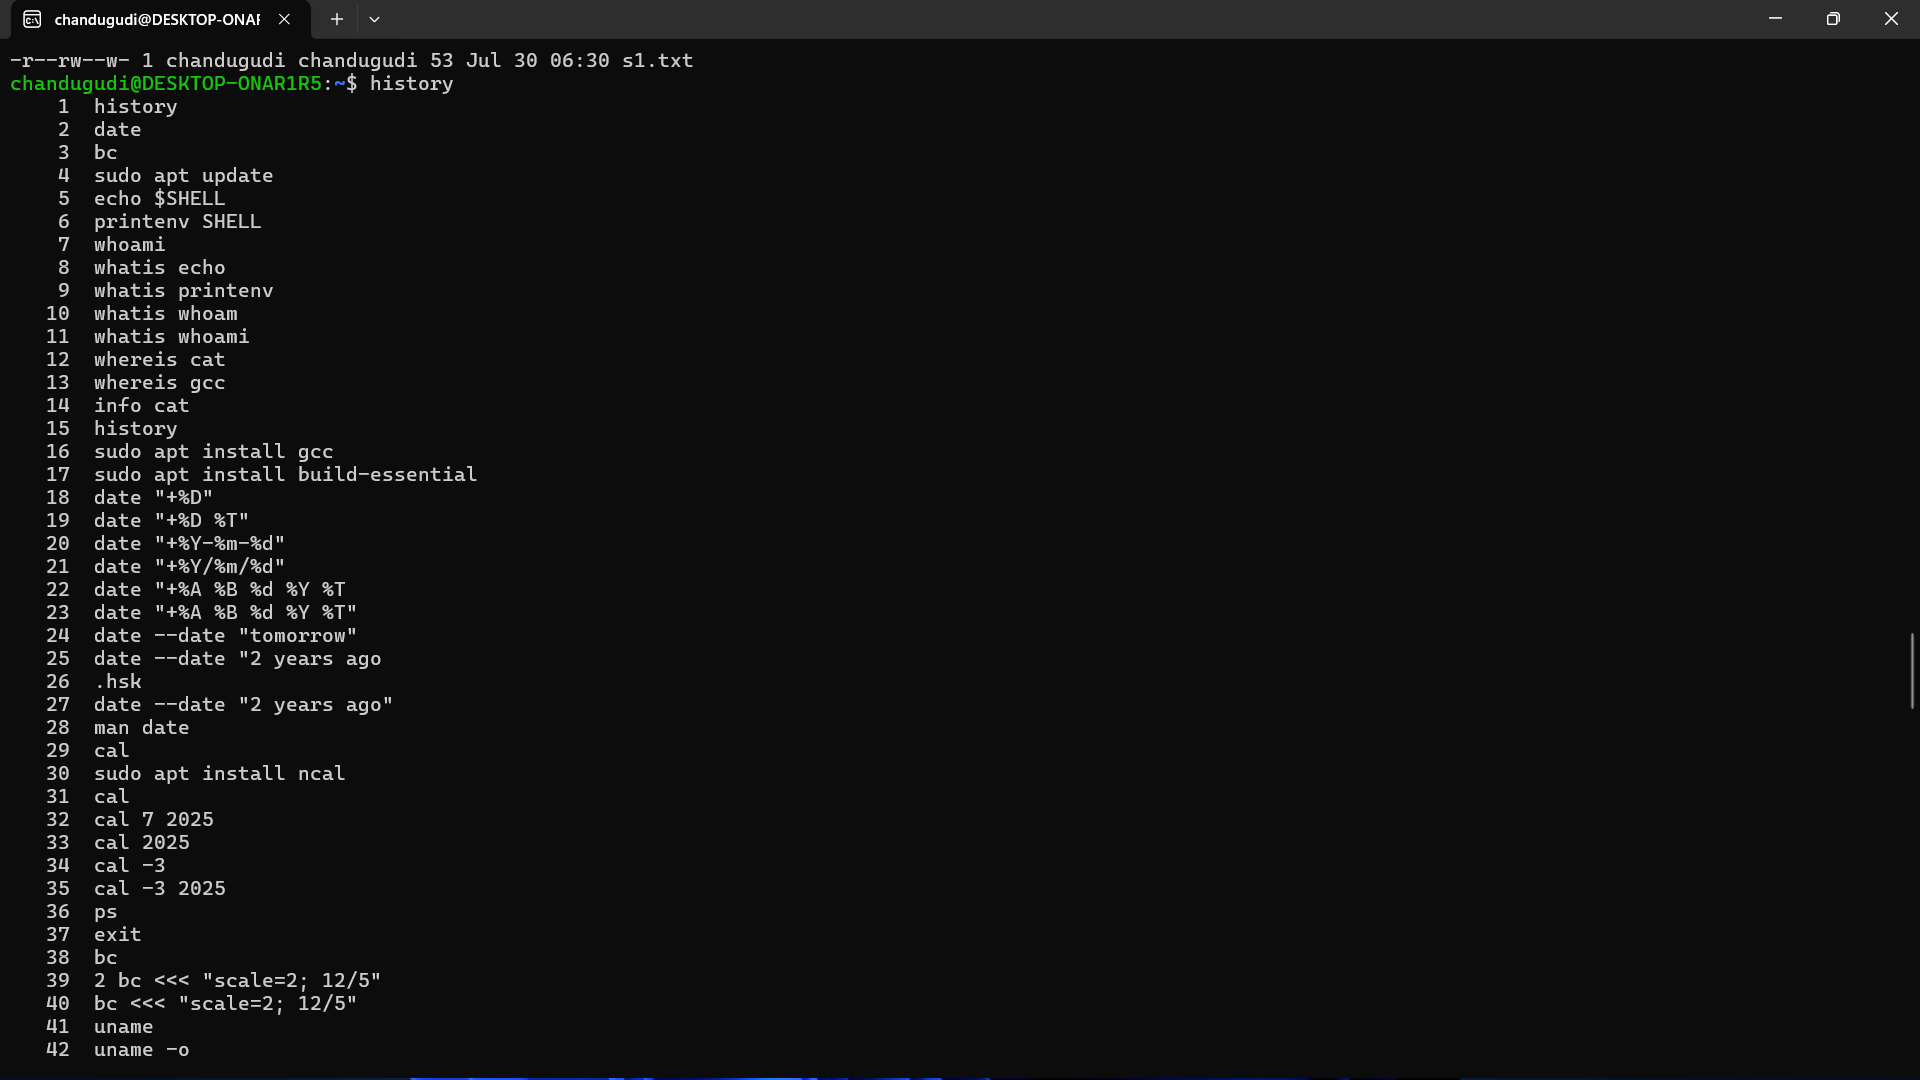 chandugudi@DESKTOP-ONAR
-r--rw--w- 1 chandugudi chandugudi 53 Jul 30 06:30 s1.txt
chandugudi@DESKTOP-ONAR1R5:~$ history
1 history
2 date
3 bc
4 sudo apt update
5 echo $SHELL
6 printenv SHELL
7 whoami
8 whatis echo
9 whatis printenv
10 whatis whoam
11 whatis whoami
12 whereis cat
13 whereis gcc
14 info cat
15 history
16 sudo apt install gcc
17 sudo apt install build-essential
18 date "+%D"
19 date "+%D %T"
20 date "+%Y-%m-%d"
21 date "+%Y/%m/%d"
22 date "+%A %B %d %Y %T
23 date "+%A %B %d %Y %T"
24 date --date "tomorrow"
25 date --date "2 years ago
26 .hsk
27 date --date "2 years ago"
28 man date
29 cal
30 sudo apt install ncal
31 cal
32 cal 7 2025
33 cal 2025
34 cal -3
35 cal -3 2025
36 ps
37 exit
38 bc
39 2 bc <<< "scale=2; 12/5"
40 bc <<< "scale=2; 12/5"
41 uname
42 uname -o